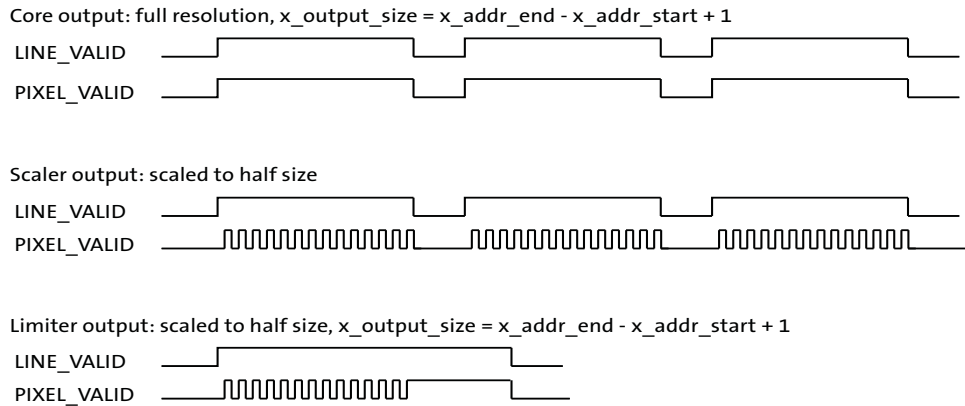 Core output: full resolution, x_output_size = x_addr_end - x_addr_start + 1
LINE_VALID
PIXEL_VALID
Scaler output: scaled to half size
LINE_VALID
PIXEL_VALID
Limiter output: scaled to half size, x_output_size = x_addr_end - x_addr_start + 1
LINE_VALID
PIXEL_VALID